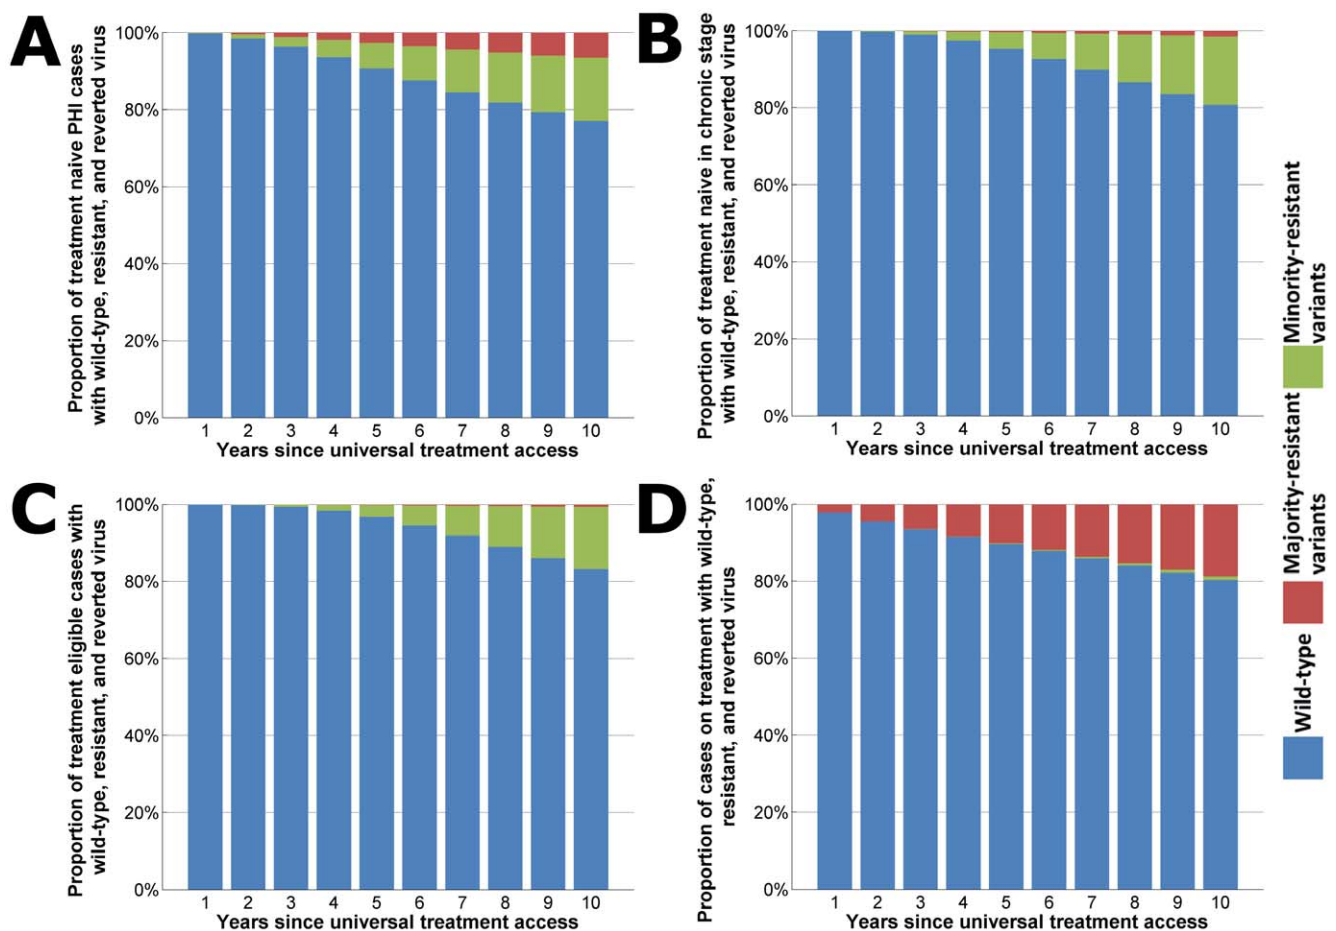 A
Proportion of treatment naive PHI cases
with wild-type, resistant, and reverted virus
100%
80%
60%
40%
20%
0%
1 2 3 4 5 6 7 8 9 10
Years since universal treatment access
B
Proportion of treatment naive in chronic stage
with wild-type, resistant, and reverted virus
100%
80%
60%
40%
20%
0%
1 2 3 4 5 6 7 8 9 10
Years since universal treatment access
C
Proportion of treatment eligible cases with
wild-type, resistant, and reverted virus
100%
80%
60%
40%
20%
0%
1 2 3 4 5 6 7 8 9 10
Years since universal treatment access
D
Proportion of cases on treatment with wild-type,
resistant, and reverted virus
100%
80%
60%
40%
20%
0%
1 2 3 4 5 6 7 8 9 10
Years since universal treatment access
Wild-type
Majority-resistant
variants
Minority-resistant
variants